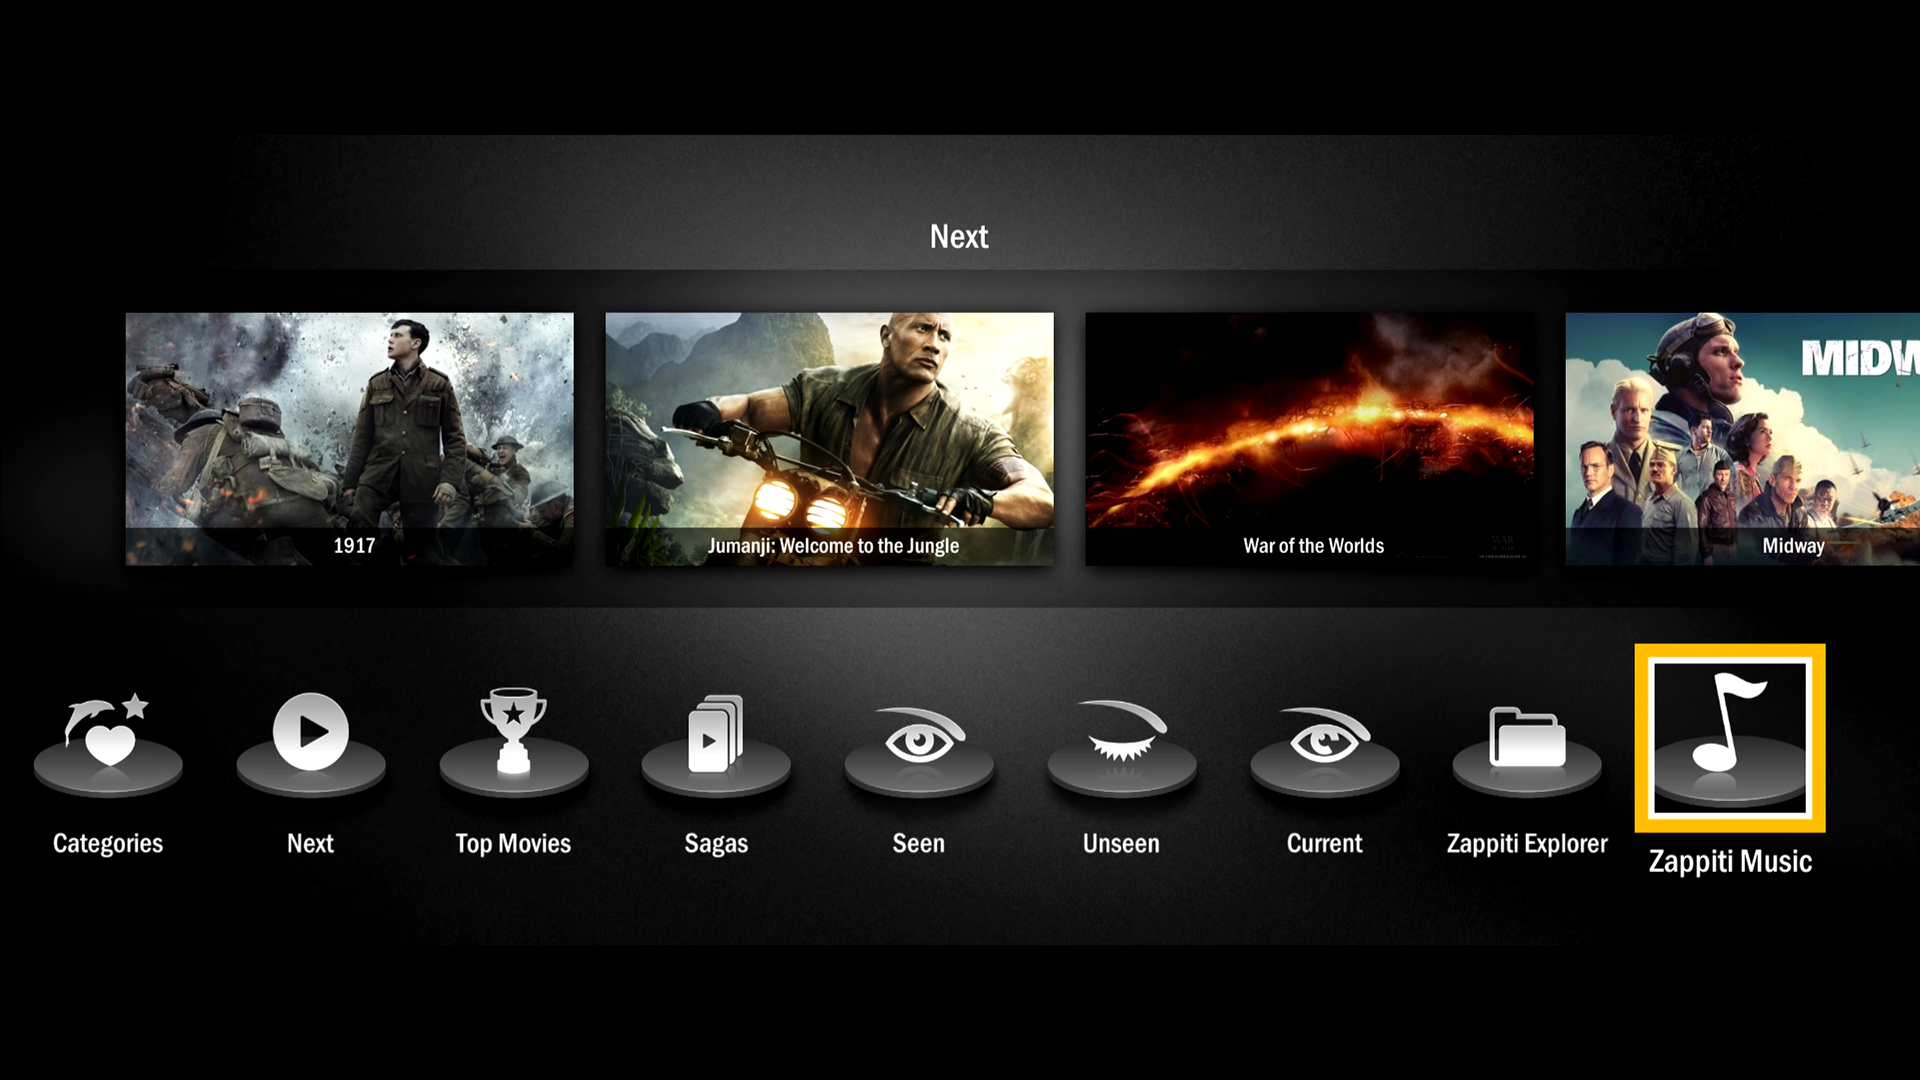 Next
MIDW
1917
Jumanji: Welcome to the Jungle
War of the Worlds
Midway
Categories
Next
Top Movies
Sagas
Seen
Unseen
Current
Zappiti Explorer
Zappiti Music